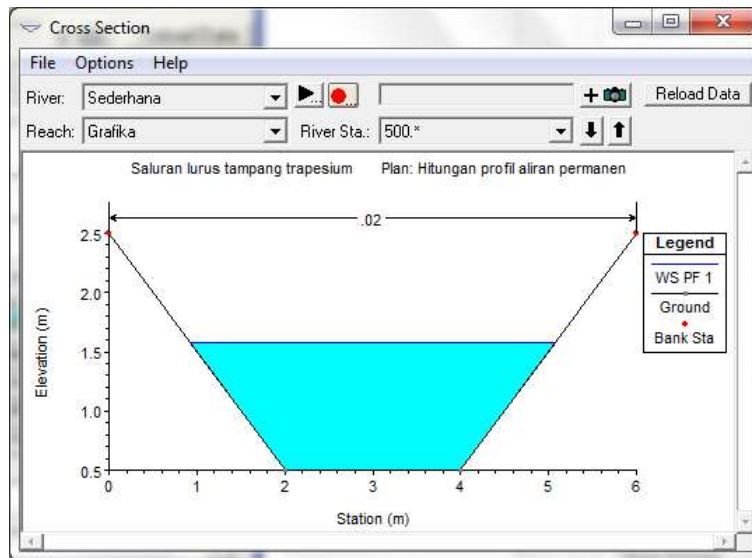 Cross Section
File Options Help
River: Sederhana
Reload Data
Reach: Grafika River Sta.: 500.*
Saluran lurus tampang trapesium Plan: Hitungan profil aliran permanen
.02
Legend
WS PF 1
Ground
Bank Sta
2.5
2.0
1.5
1.0
0.5
Elevation (m)
0 1 2 3 4 5 6
Station (m)